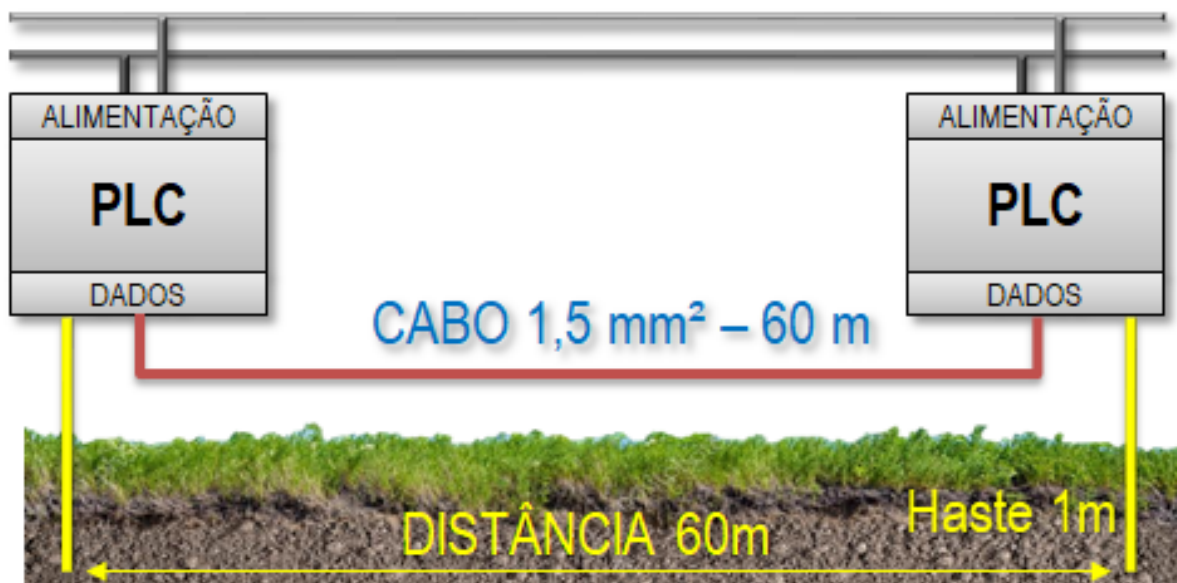 ALIMENTAÇÃO
PLC
DADOS
ALIMENTAÇÃO
PLC
DADOS
CABO 1,5 mm² – 60 m
Haste 1m
DISTÂNCIA 60m